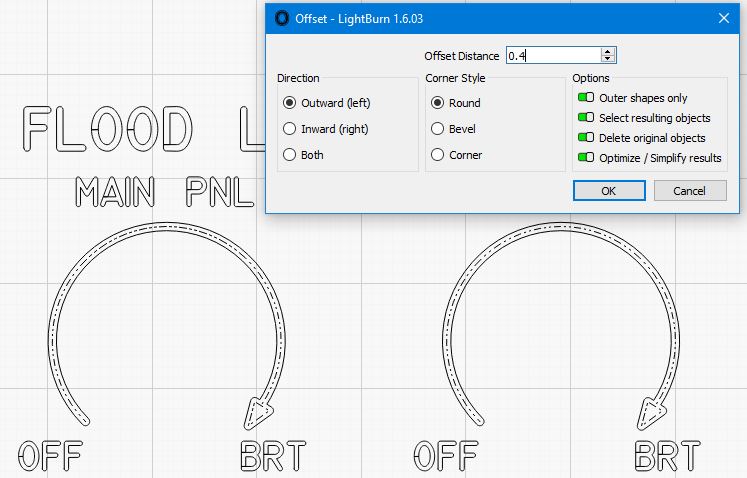 Offset - LightBurn 1.6.03
Offset Distance 0.4
Direction
Outward (left)
Inward (right)
Both
Corner Style
Round
Bevel
Corner
Options
Outer shapes only
Select resulting objects
Delete original objects
Optimize / Simplify results
OK Cancel
FLOOD L
MAIN PNL
OFF BRT OFF BRT